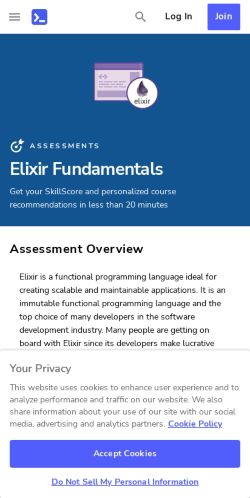 Log In
Join
elixir
ASSESSMENTS
Elixir Fundamentals
Get your SkillScore and personalized course
recommendations in less than 20 minutes
Assessment Overview
Elixir is a functional programming language ideal for
creating scalable and maintainable applications. It is an
immutable functional programming language and the
top choice of many developers in the software
development industry. Many people are getting on
board with Elixir since its developers make lucrative
Your Privacy
This website uses cookies to enhance user experience and to
analyze performance and traffic on our website. We also
share information about your use of our site with our social
media, advertising and analytics partners. Cookie Policy
Accept Cookies
Do Not Sell My Personal Information